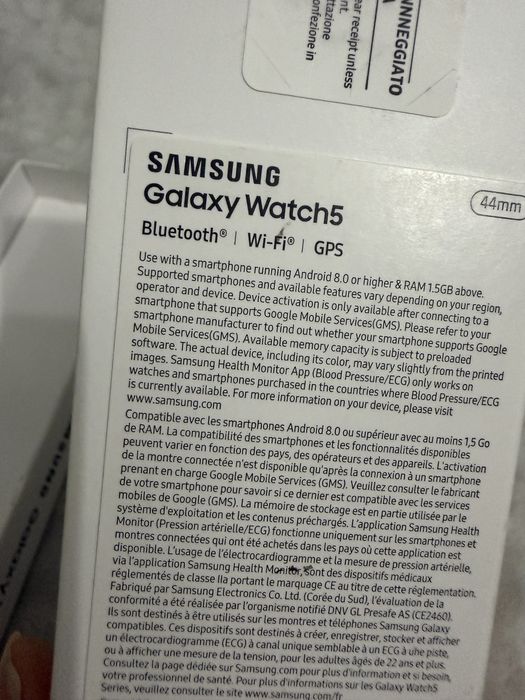 NNEGGIATO
ear receipt unless
nt.
ttazione
onfezione in
SAMSUNG
Galaxy Watch5
44mm
Bluetooth® | Wi-Fi® | GPS
Use with a smartphone running Android 8.0 or higher & RAM 1.5GB above.
Supported smartphones and available features vary depending on your region,
operator and device. Device activation is only available after connecting to a
smartphone that supports Google Mobile Services(GMS). Please refer to your
smartphone manufacturer to find out whether your smartphone supports Google
Mobile Services(GMS). Available memory capacity is subject to preloaded
software. The actual device, including its color, may vary slightly from the printed
images. Samsung Health Monitor App (Blood Pressure/ECG) only works on
watches and smartphones purchased in the countries where Blood Pressure/ECG
is currently available. For more information on your device, please visit
www.samsung.com
Compatible avec les smartphones Android 8.0 ou supérieur avec au moins 1,5 Go
de RAM. La compatibilité des smartphones et les fonctionnalités disponibles
peuvent varier en fonction des pays, des opérateurs et des appareils. L'activation
de la montre connectée n'est disponible qu'après la connexion à un smartphone
prenant en charge Google Mobile Services (GMS). Veuillez consulter le fabricant
de votre smartphone pour savoir si ce dernier est compatible avec les services
mobiles de Google (GMS). La mémoire de stockage est en partie utilisée par le
système d'exploitation et les contenus préchargés. L'application Samsung Health
Monitor (Pression artérielle/ECG) fonctionne uniquement sur les smartphones et
montres connectées qui ont été achetés dans les pays où cette application est
disponible. L'usage de l'électrocardiogramme et la mesure de pression artérielle,
via l'application Samsung Health Monitor, sont des dispositifs médicaux
réglementés de classe IIa portant le marquage CE au titre de cette réglementation.
Fabriqué par Samsung Electronics Co. Ltd. (Corée du Sud), l'évaluation de la
conformité a été réalisée par l'organisme notifié DNV GL Presafe AS (CE2460).
Ils sont destinés à être utilisés sur les montres et téléphones Samsung Galaxy
compatibles. Ces dispositifs sont destinés à créer, enregistrer, stocker et afficher
un électrocardiogramme (ECG) à canal unique semblable à un ECG à une piste,
ou à afficher une mesure de la tension, pour les adultes âgés de 22 ans et plus.
Consultez la page dédiée sur Samsung.com pour plus d'information et si besoin,
votre professionnel de santé. Pour plus d'informations sur les Galaxy Watch5
Series, veuillez consulter le site www.samsung.com/fr